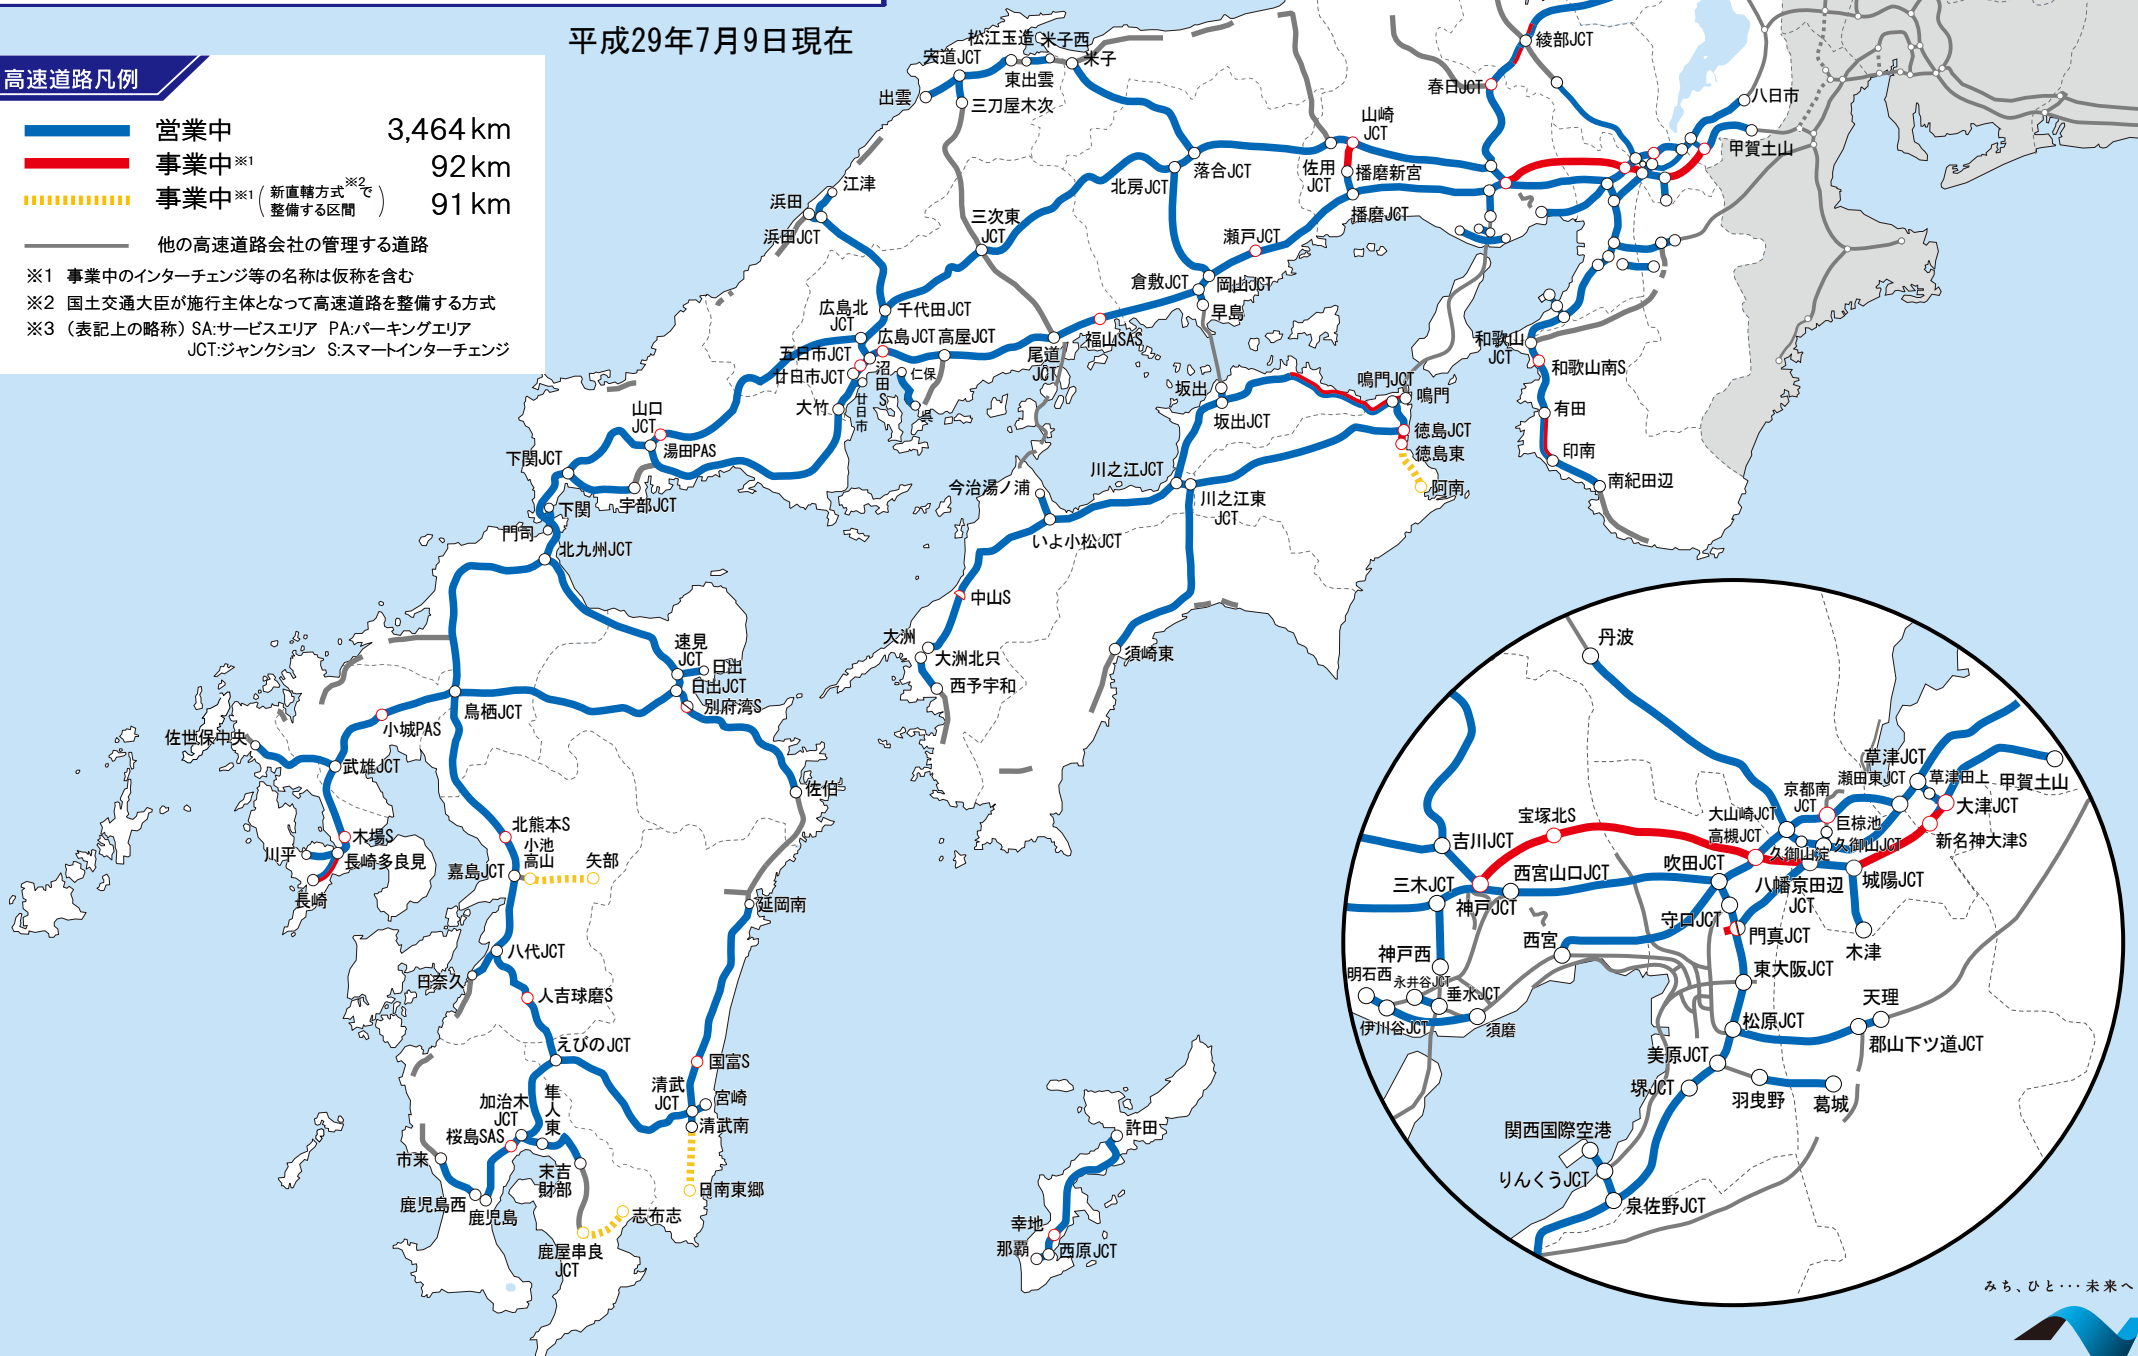 平成29年7月9日現在
高速道路凡例
営業中 3,464km
事業中※1 92km
事業中※1(新直轄方式※2で整備する区間) 91km
他の高速道路会社の管理する道路
※1 事業中のインターチェンジ等の名称は仮称を含む
※2 国土交通大臣が施行主体となって高速道路を整備する方式
※3 (表記上の略称) SA:サービスエリア PA:パーキングエリア
JCT:ジャンクション S:スマートインターチェンジ
松江玉造
米子西
宍道JCT
東出雲
米子
出雲
三刀屋木次
綾部JCT
春日JCT
八日市
甲賀土山
山崎JCT
佐用JCT
播磨新宮
播磨JCT
落合JCT
北房JCT
江津
浜田
浜田JCT
三次東JCT
瀬戸JCT
倉敷JCT
岡山JCT
早島
広島北JCT
千代田JCT
広島JCT
高屋JCT
五日市JCT
廿日市JCT
沼田S
仁保
呉
廿日市
大竹
尾道JCT
福山SAS
坂出
坂出JCT
鳴門JCT
鳴門
徳島JCT
徳島東
阿南
和歌山JCT
和歌山南S
有田
印南
南紀田辺
山口JCT
湯田PAS
下関JCT
宇部JCT
下関
門司
北九州JCT
川之江JCT
今治湯ノ浦
川之江東JCT
いよ小松JCT
中山S
大洲
大洲北只
西予宇和
須崎東
速見JCT
日出
日出JCT
別府湾S
鳥栖JCT
小城PAS
佐世保中央
武雄JCT
佐伯
木場S
川平
長崎多良見
長崎
北熊本S
小池高山
矢部
嘉島JCT
延岡南
八代JCT
日奈久
人吉球磨S
えびのJCT
国富S
清武JCT
宮崎
清武南
加治木JCT
隼人東
桜島SAS
市来
末吉財部
鹿児島西
鹿児島
日南東郷
志布志
鹿屋串良JCT
許田
幸地
那覇
西原JCT
丹波
草津JCT
瀬田東JCT
草津田上
甲賀土山
京都南JCT
大津JCT
宝塚北S
大山崎JCT
巨椋池
高槻JCT
新名神大津S
吉川JCT
久御山淀
久御山JCT
吹田JCT
西宮山口JCT
三木JCT
八幡京田辺JCT
城陽JCT
神戸JCT
守口JCT
門真JCT
木津
西宮
神戸西
明石西
永井谷JCT
東大阪JCT
垂水JCT
天理
伊川谷JCT
須磨
松原JCT
郡山下ツ道JCT
美原JCT
堺JCT
羽曳野
葛城
関西国際空港
りんくうJCT
泉佐野JCT
みち、ひと…未来へ